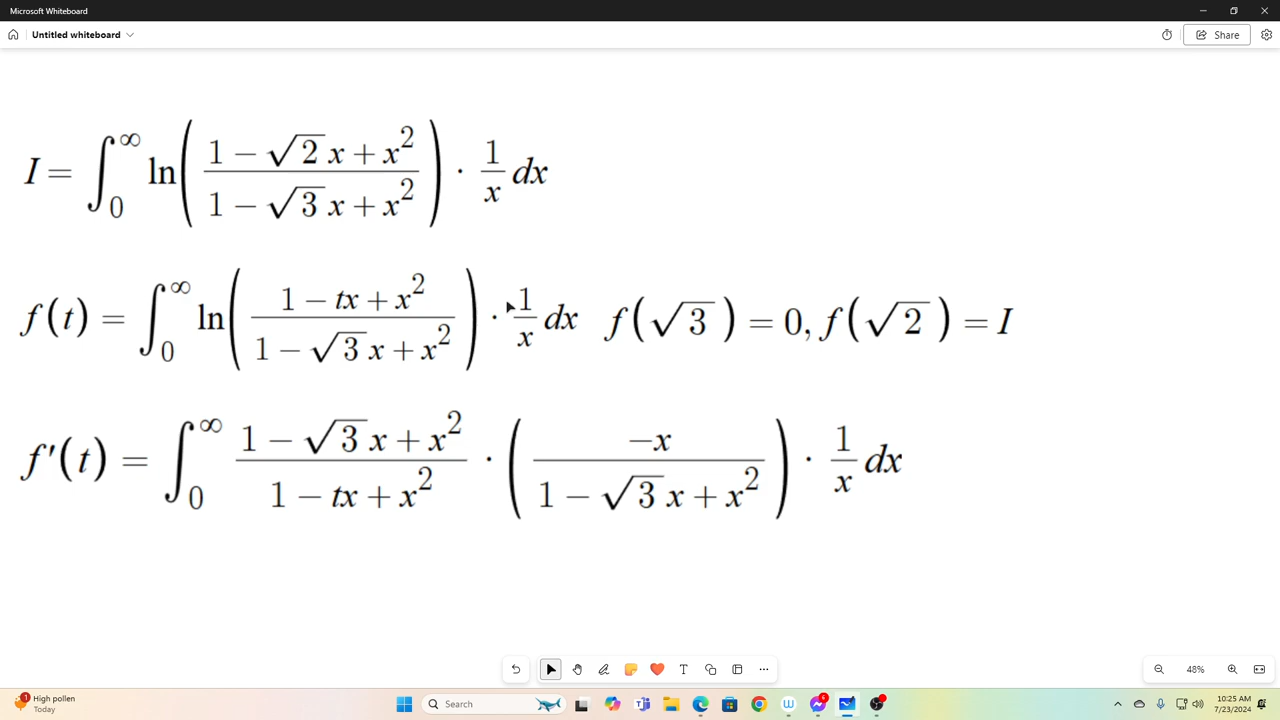 Microsoft Whiteboard
Untitled whiteboard
Share
I = ∫₀^∞ ln((1 − √2 x + x²)/(1 − √3 x + x²)) · 1/x dx
f(t) = ∫₀^∞ ln((1 − tx + x²)/(1 − √3 x + x²)) · 1/x dx f(√3) = 0, f(√2) = I
f′(t) = ∫₀^∞ (1 − √3 x + x²)/(1 − tx + x²) · (−x/(1 − √3 x + x²)) · 1/x dx
48%
High pollen
Today
Search
10:25 AM
7/23/2024